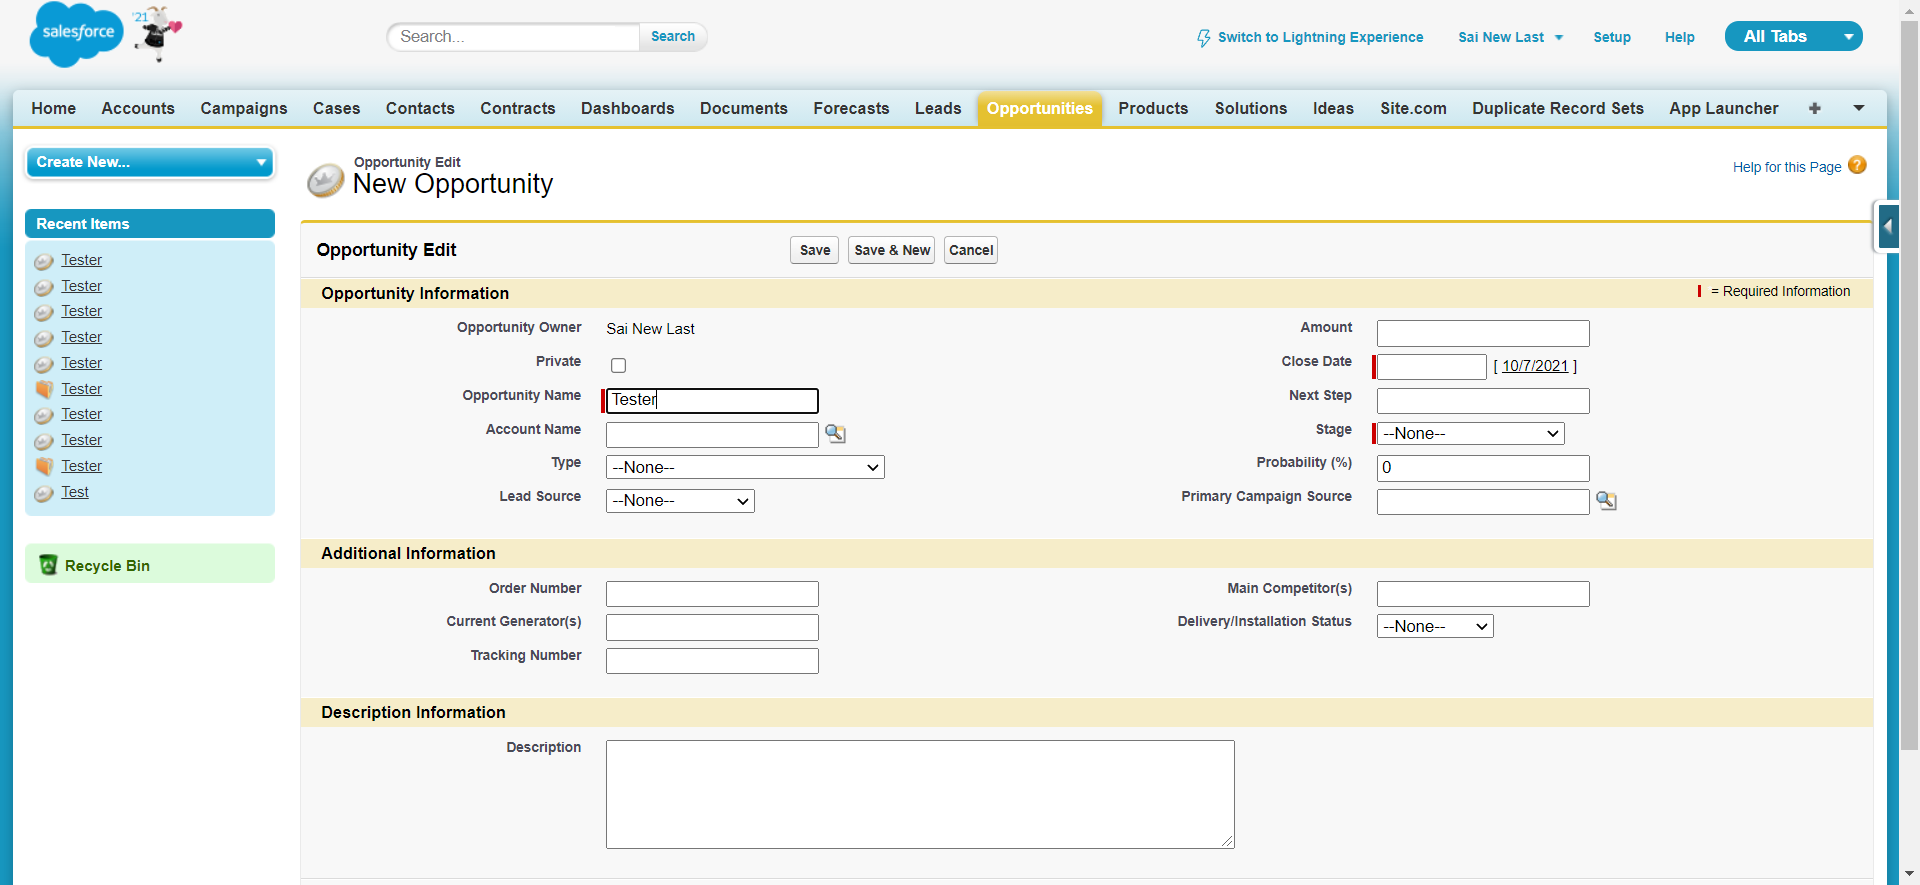 salesforce
'21
Search...
Search
Switch to Lightning Experience
Sai New Last
Setup
Help
All Tabs
Home Accounts Campaigns Cases Contacts Contracts Dashboards Documents Forecasts Leads Opportunities Products Solutions Ideas Site.com Duplicate Record Sets App Launcher +
Create New...
Recent Items
Tester
Tester
Tester
Tester
Tester
Tester
Tester
Tester
Tester
Test
Recycle Bin
Opportunity Edit
New Opportunity
Help for this Page ?
Opportunity Edit
Save
Save & New
Cancel
Opportunity Information
= Required Information
Opportunity Owner Sai New Last
Amount
Private
Close Date [ 10/7/2021 ]
Opportunity Name Tester
Next Step
Account Name
Stage --None--
Type --None--
Probability (%) 0
Lead Source --None--
Primary Campaign Source
Additional Information
Order Number
Main Competitor(s)
Current Generator(s)
Delivery/Installation Status --None--
Tracking Number
Description Information
Description